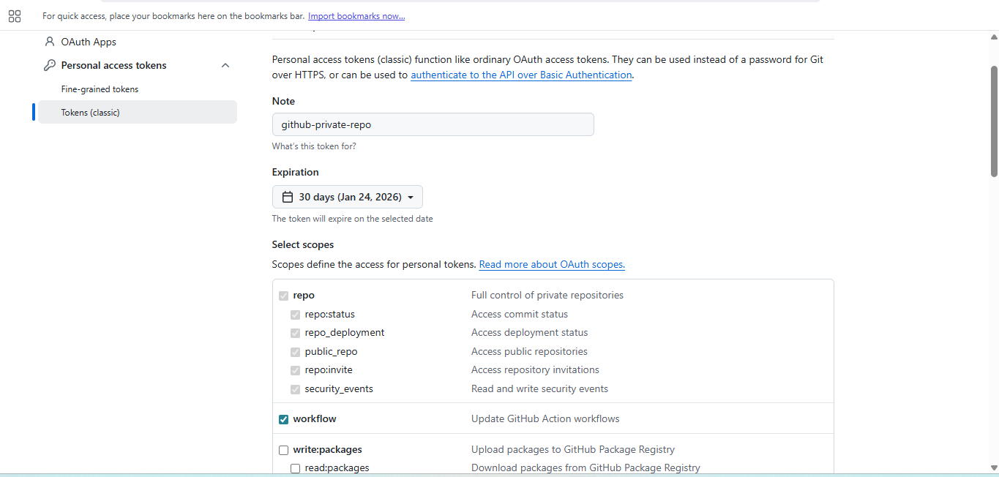 For quick access, place your bookmarks here on the bookmarks bar. Import bookmarks now...
OAuth Apps
Personal access tokens
Fine-grained tokens
Tokens (classic)
Personal access tokens (classic) function like ordinary OAuth access tokens. They can be used instead of a password for Git
over HTTPS, or can be used to authenticate to the API over Basic Authentication.
Note
github-private-repo
What's this token for?
Expiration
30 days (Jan 24, 2026)
The token will expire on the selected date
Select scopes
Scopes define the access for personal tokens. Read more about OAuth scopes.
repo Full control of private repositories
repo:status Access commit status
repo_deployment Access deployment status
public_repo Access public repositories
repo:invite Access repository invitations
security_events Read and write security events
workflow Update GitHub Action workflows
write:packages Upload packages to GitHub Package Registry
read:packages Download packages from GitHub Package Registry